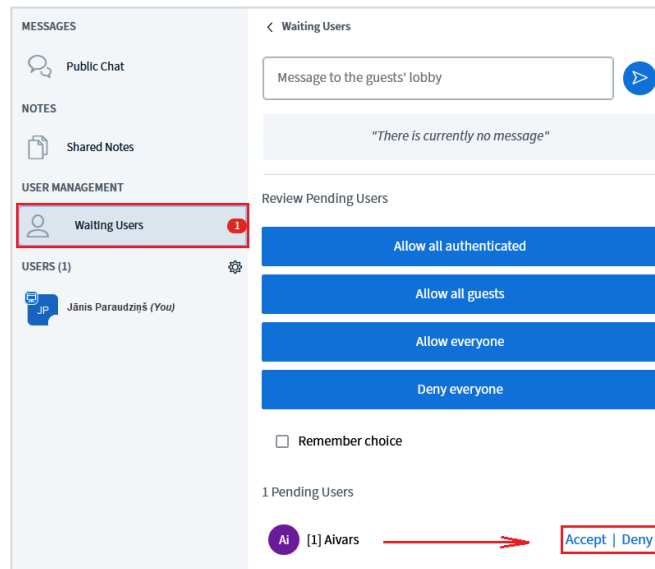 MESSAGES
Public Chat
NOTES
Shared Notes
USER MANAGEMENT
Waiting Users
1
USERS (1)
JP
Jānis Paraudziņš (You)
Waiting Users
Message to the guests' lobby
"There is currently no message"
Review Pending Users
Allow all authenticated
Allow all guests
Allow everyone
Deny everyone
Remember choice
1 Pending Users
Ai [1] Aivars Accept | Deny